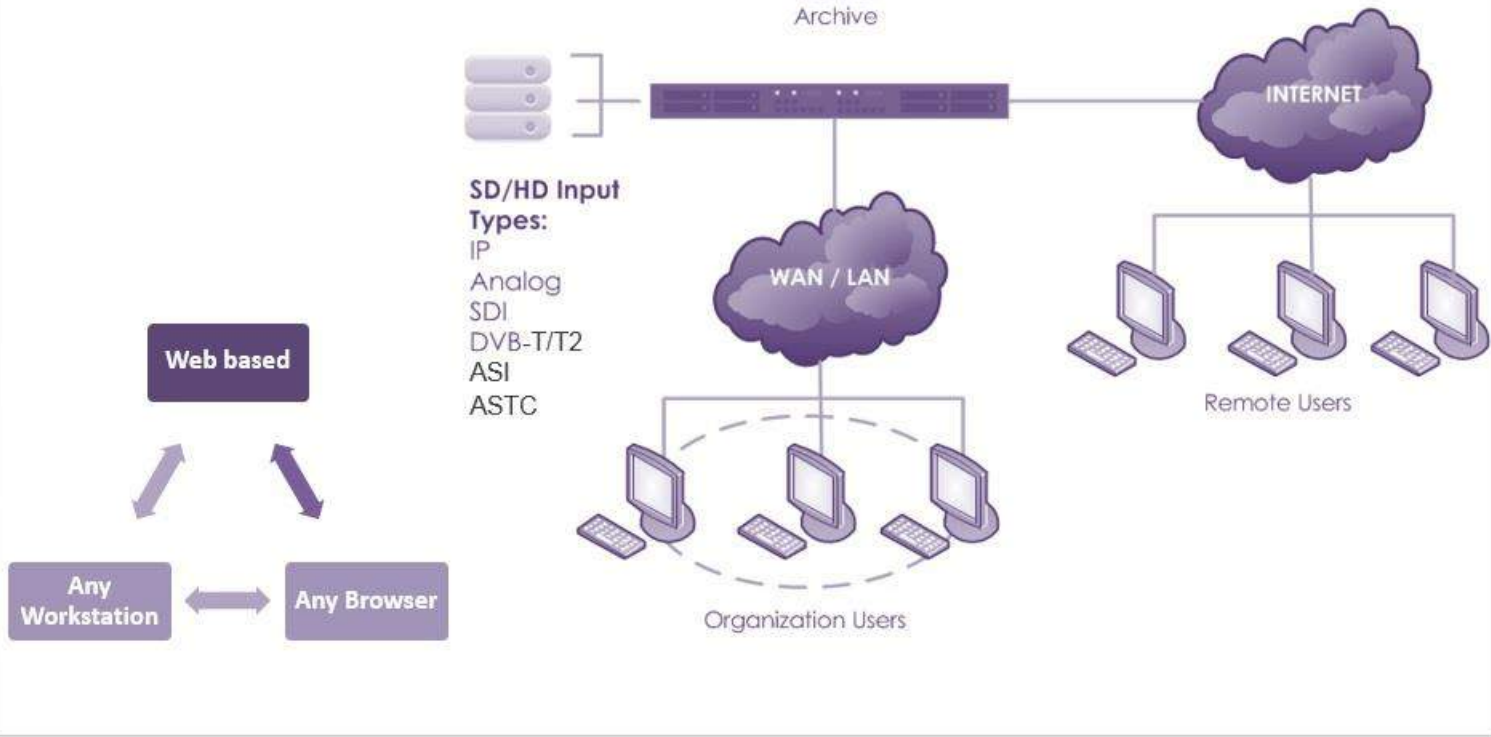 Archive
INTERNET
SD/HD Input
Types:
IP
Analog
SDI
DVB-T/T2
ASI
ASTC
WAN / LAN
Remote Users
Organization Users
Web based
Any
Workstation
Any Browser